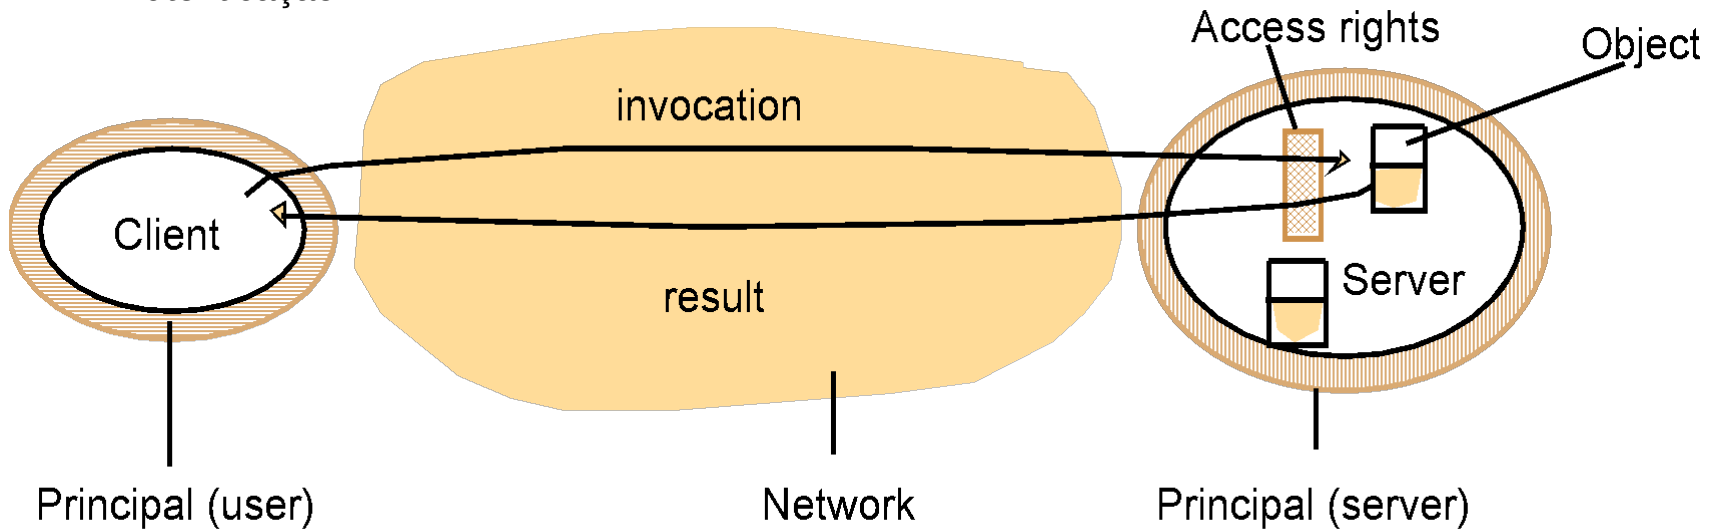 Access rights
Object
invocation
Client
result
Server
Principal (user)
Network
Principal (server)